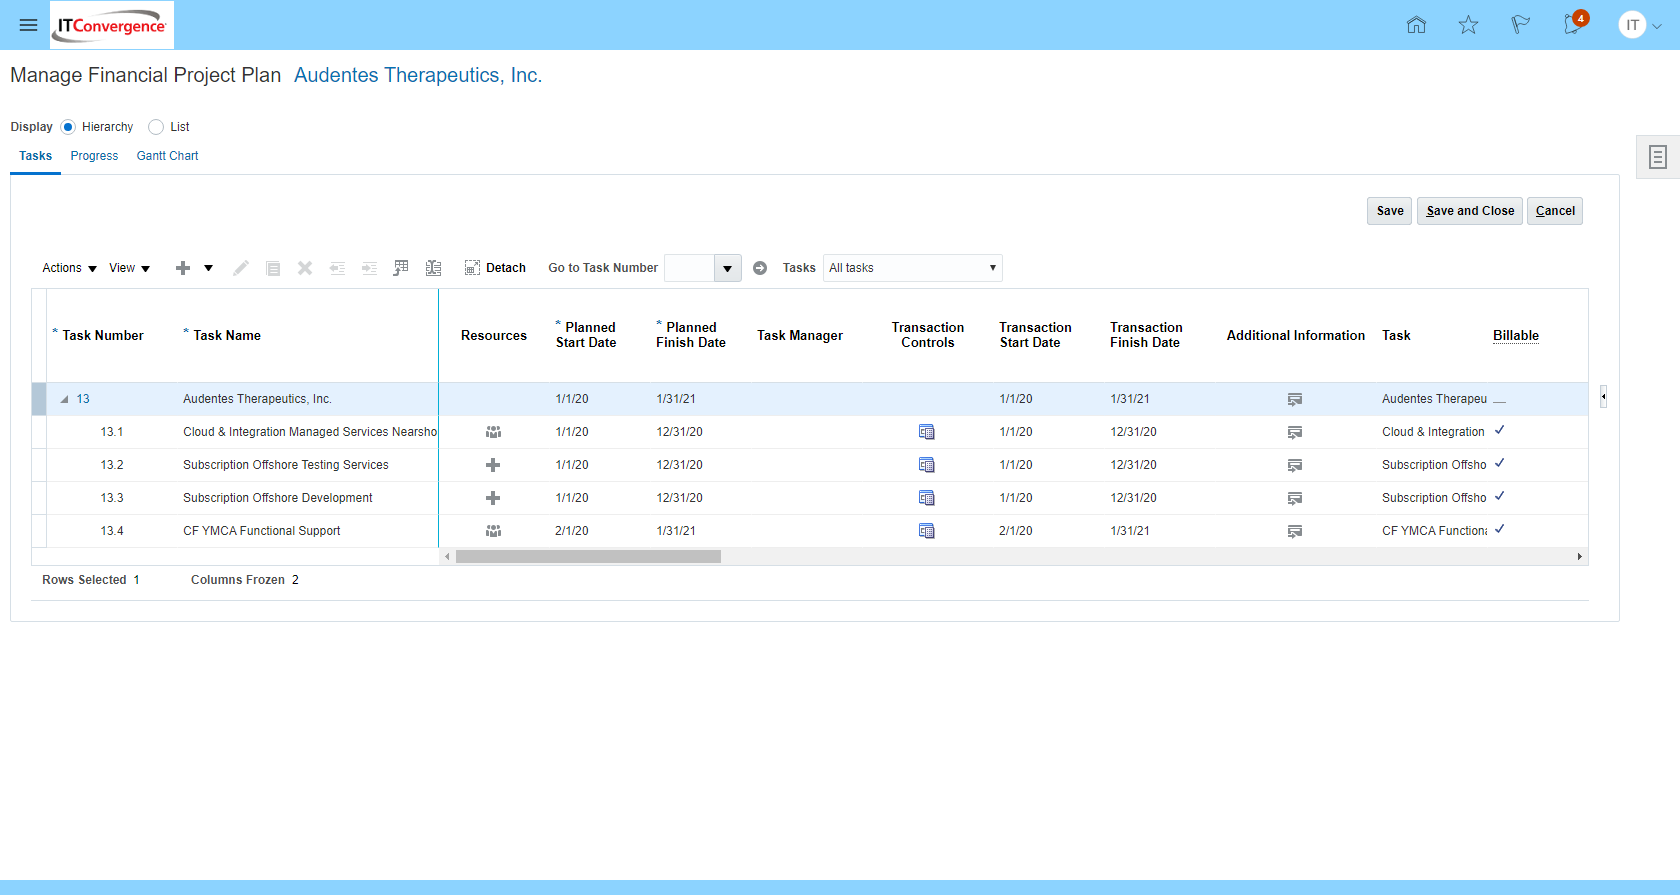 ITConvergence
4
IT
Manage Financial Project Plan Audentes Therapeutics, Inc.
Display Hierarchy List
Tasks Progress Gantt Chart
Save Save and Close Cancel
Actions View Detach Go to Task Number Tasks All tasks
* Task Number * Task Name Resources * Planned Start Date * Planned Finish Date Task Manager Transaction Controls Transaction Start Date Transaction Finish Date Additional Information Task Billable
13 Audentes Therapeutics, Inc. 1/1/20 1/31/21 1/1/20 1/31/21 Audentes Therapeu
13.1 Cloud & Integration Managed Services Nearsho 1/1/20 12/31/20 1/1/20 12/31/20 Cloud & Integration
13.2 Subscription Offshore Testing Services 1/1/20 12/31/20 1/1/20 12/31/20 Subscription Offsho
13.3 Subscription Offshore Development 1/1/20 12/31/20 1/1/20 12/31/20 Subscription Offsho
13.4 CF YMCA Functional Support 2/1/20 1/31/21 2/1/20 1/31/21 CF YMCA Functiona
Rows Selected 1 Columns Frozen 2